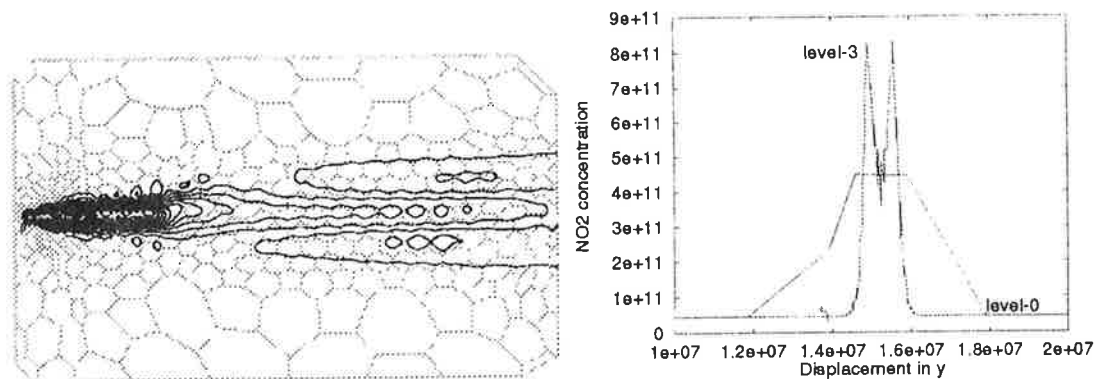 9e+11
8e+11
7e+11
6e+11
5e+11
4e+11
3e+11
2e+11
1e+11
0
NO2 concentration
level-3
level-0
1e+07 1.2e+07 1.4e+07 1.6e+07 1.8e+07 2e+07
Displacement in y